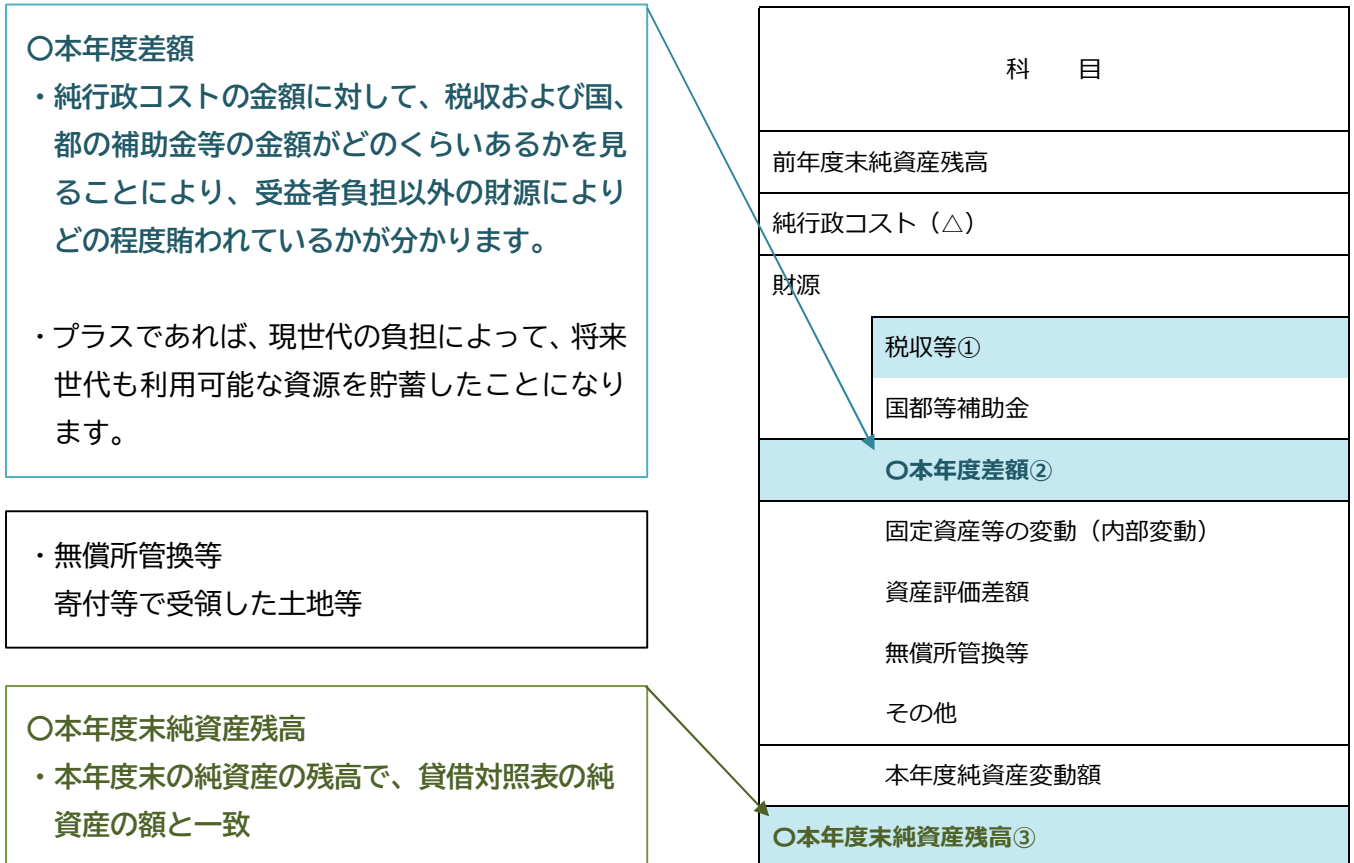 〇本年度差額
・純行政コストの金額に対して、税収および国、
都の補助金等の金額がどのくらいあるかを見
ることにより、受益者負担以外の財源により
どの程度賄われているかが分かります。
・プラスであれば、現世代の負担によって、将来
世代も利用可能な資源を貯蓄したことになり
ます。
・無償所管換等
寄付等で受領した土地等
〇本年度末純資産残高
・本年度末の純資産の残高で、貸借対照表の純
資産の額と一致
科　目
前年度末純資産残高
純行政コスト（△）
財源
税収等①
国都等補助金
〇本年度差額②
固定資産等の変動（内部変動）
資産評価差額
無償所管換等
その他
本年度純資産変動額
〇本年度末純資産残高③